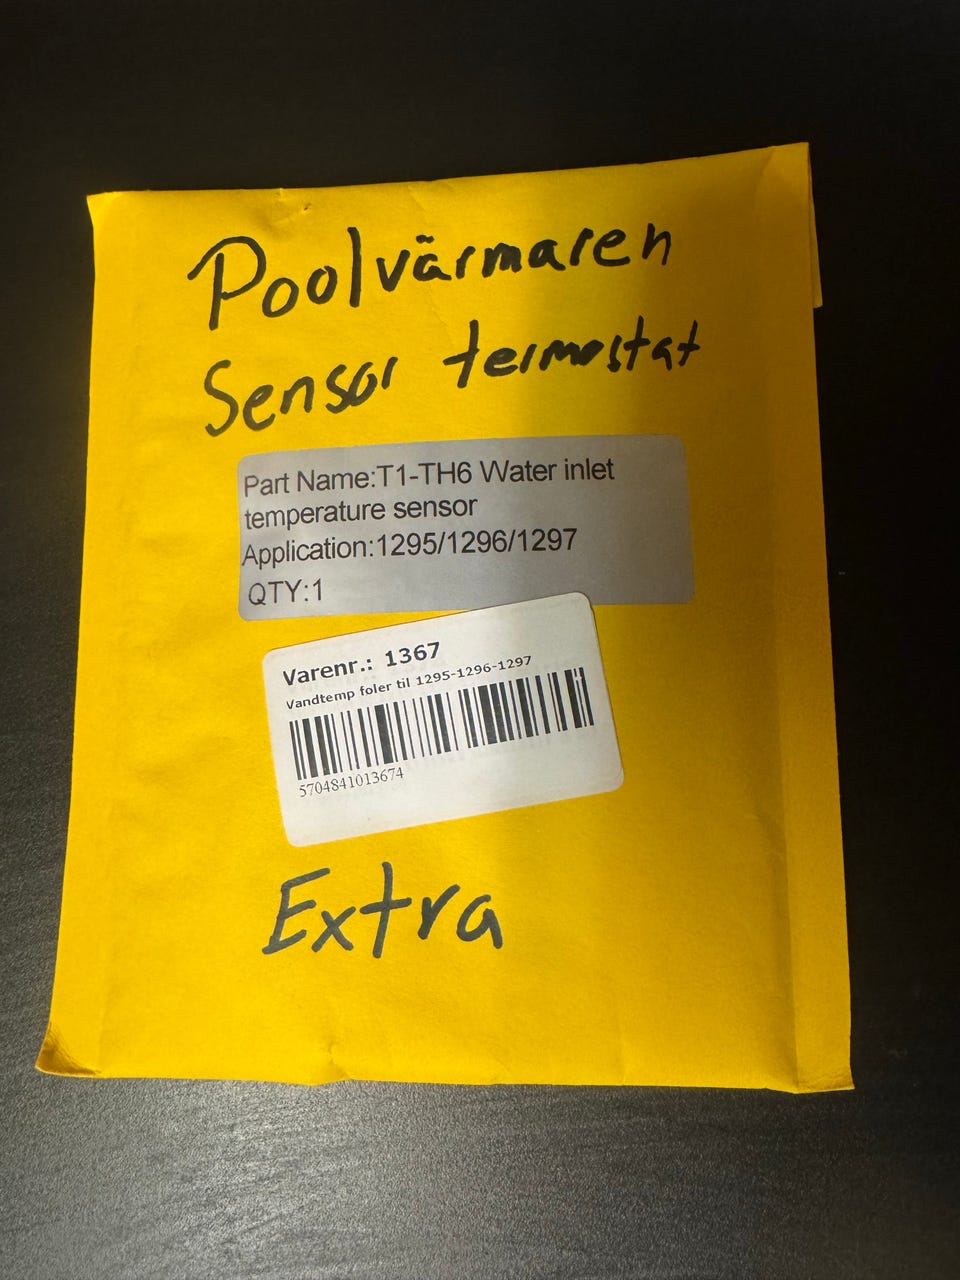 Poolvärmaren
Sensor termostat
Part Name:T1-TH6 Water inlet
temperature sensor
Application:1295/1296/1297
QTY:1
Varenr.: 1367
Vandtemp foler til 1295-1296-1297
5704841013674
Extra